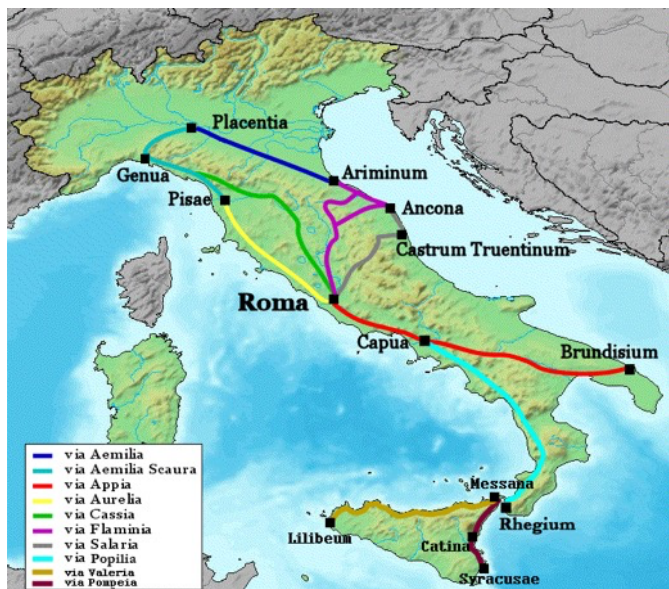 Placentia
Genua
Ariminum
Pisae
Ancona
Castrum Truentinum
Roma
Capua
Brundisium
via Aemilia
via Aemilia Scaura
via Appia
via Aurelia
via Cassia
via Flaminia
via Salaria
via Popilia
via Valeria
via Pompeia
Messana
Rhegium
Lilibeum
Catina
Syracusae